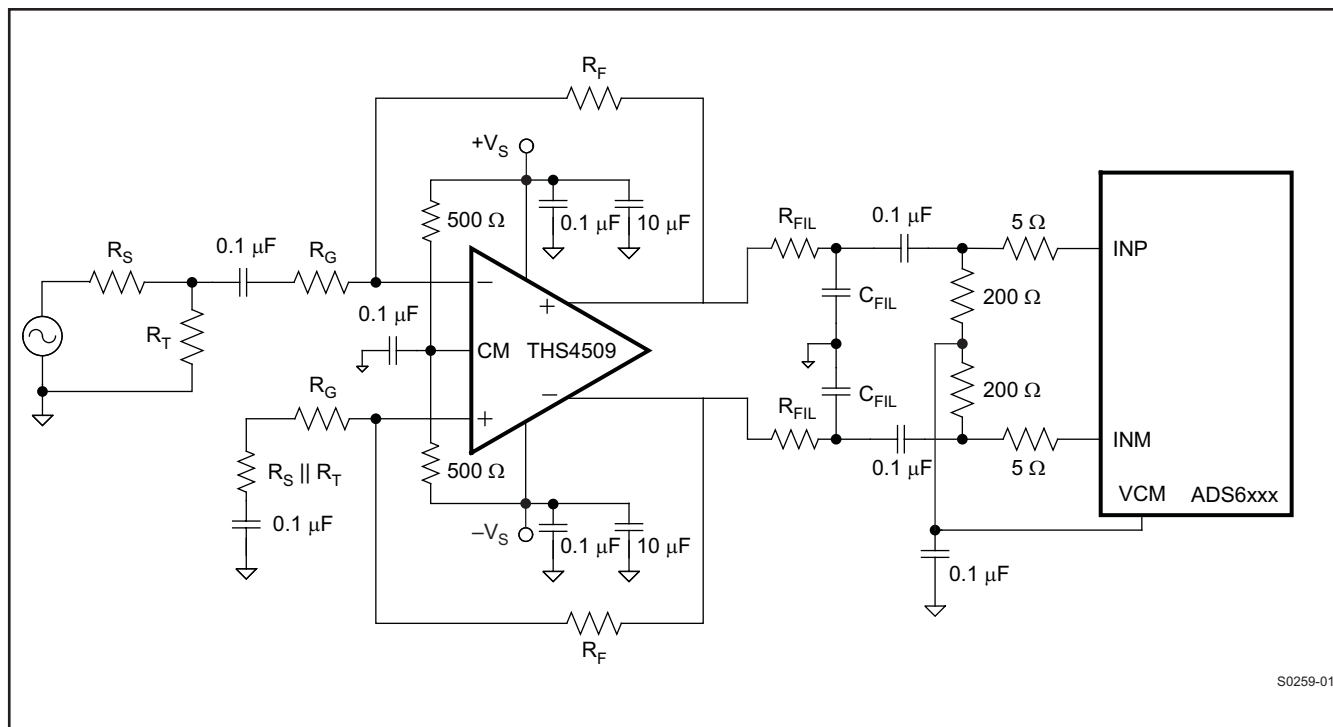 R_F
+V_S
500 Ω
0.1 µF
10 µF
R_FIL
0.1 µF
5 Ω
R_S
0.1 µF
R_G
INP
−
+
C_FIL
200 Ω
R_T
0.1 µF
CM
THS4509
R_G
+
−
C_FIL
200 Ω
R_FIL
INM
R_S || R_T
500 Ω
0.1 µF
5 Ω
VCM
ADS6xxx
0.1 µF
−V_S
0.1 µF
10 µF
0.1 µF
R_F
S0259-01